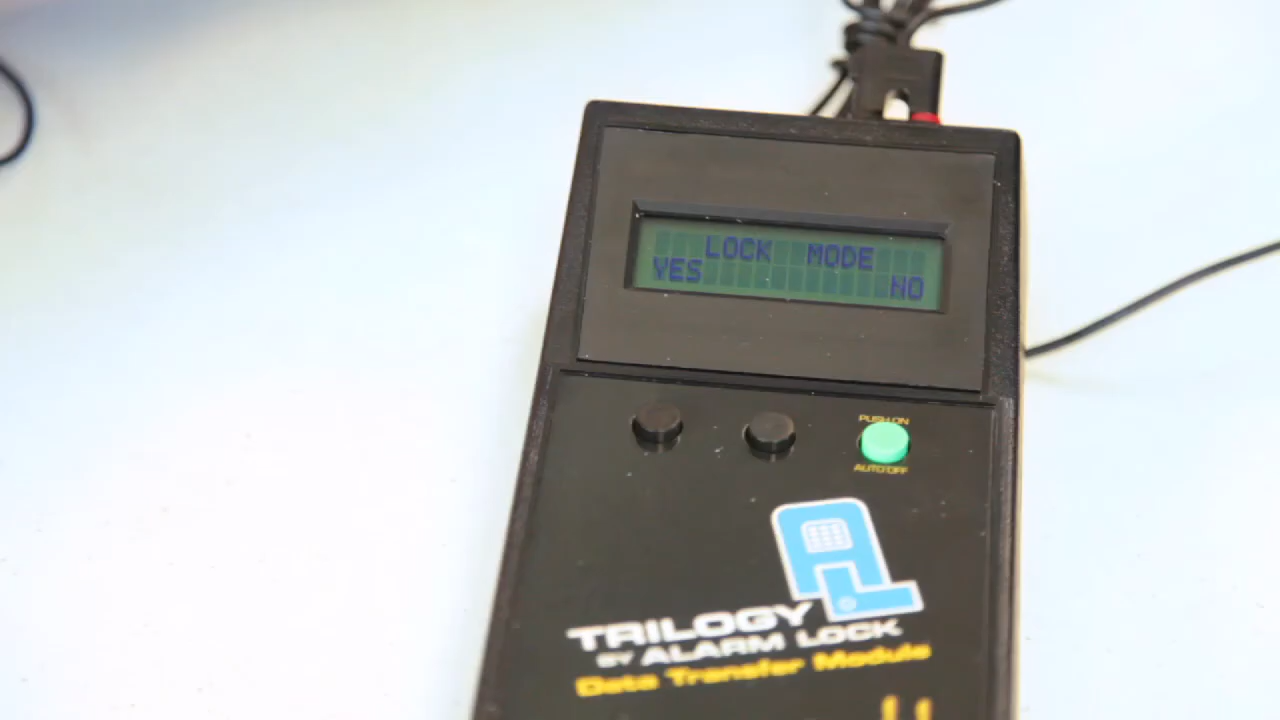 LOCK MODE
YES NO
PUSH ON
AUTO OFF
TRILOGY
BY ALARM LOCK
Data Transfer Module